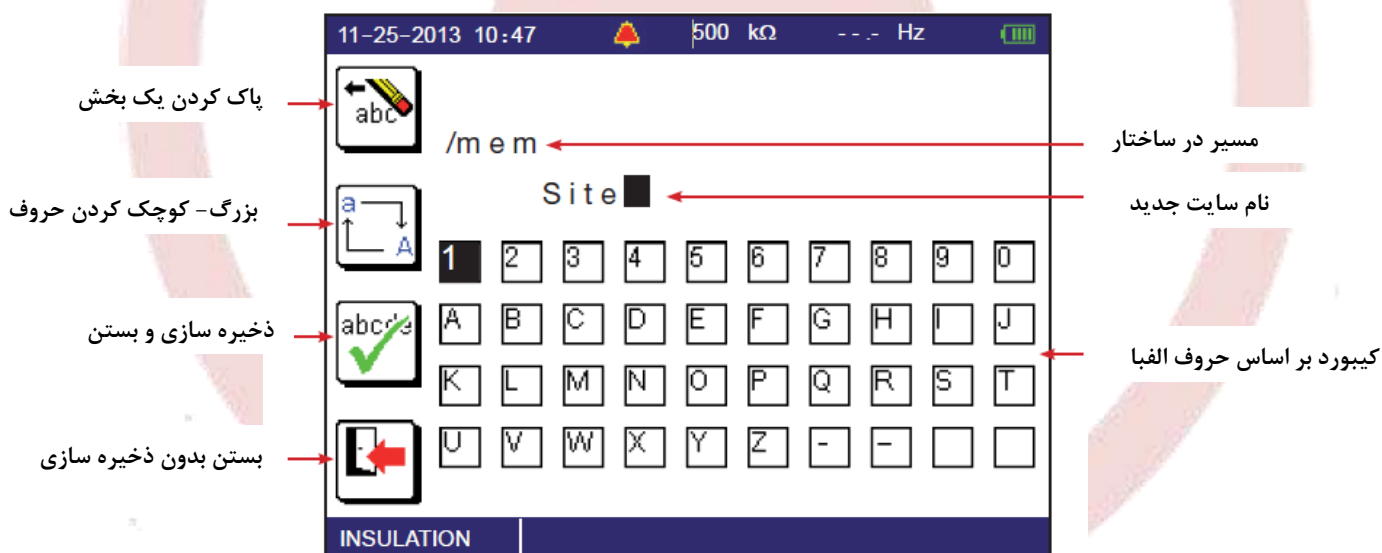 11-25-2013 10:47 500 kΩ - - .- Hz
پاک کردن یک بخش
abc
/mem
مسیر در ساختار
Site
نام سایت جدید
بزرگ- کوچک کردن حروف
a
A
1 2 3 4 5 6 7 8 9 0
ذخیره سازی و بستن
abcde
A B C D E F G H I J
کیبورد بر اساس حروف الفبا
K L M N O P Q R S T
U V W X Y Z - –
بستن بدون ذخیره سازی
INSULATION